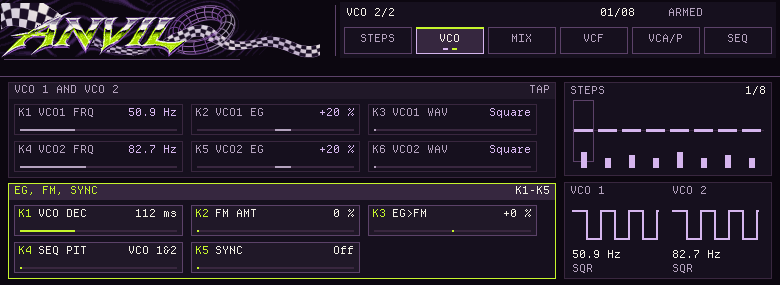 ANVIL
VCO 2/2 01/08 ARMED
STEPS VCO MIX VCF VCA/P SEQ
VCO 1 AND VCO 2 TAP
K1 VCO1 FRQ 50.9 Hz K2 VCO1 EG +20 % K3 VCO1 WAV Square
K4 VCO2 FRQ 82.7 Hz K5 VCO2 EG +20 % K6 VCO2 WAV Square
EG, FM, SYNC K1-K5
K1 VCO DEC 112 ms K2 FM AMT 0 % K3 EG>FM +0 %
K4 SEQ PIT VCO 1&2 K5 SYNC Off
STEPS 1/8
VCO 1 VCO 2
50.9 Hz 82.7 Hz
SQR SQR